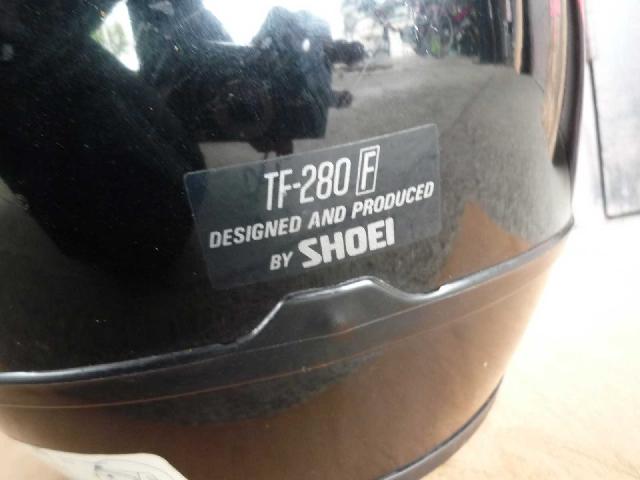 TF-280 F
DESIGNED AND PRODUCED
BY SHOEI